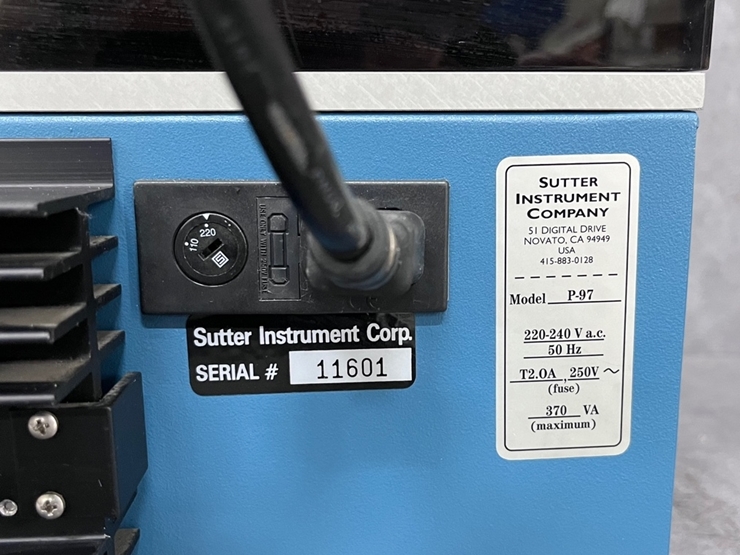 110 220
Sutter Instrument Corp.
SERIAL # 11601
SUTTER
INSTRUMENT
COMPANY
51 DIGITAL DRIVE
NOVATO, CA 94949
USA
415-883-0128
Model P-97
220-240 V a.c.
50 Hz
T2.0A , 250V ~
(fuse)
370 VA
(maximum)